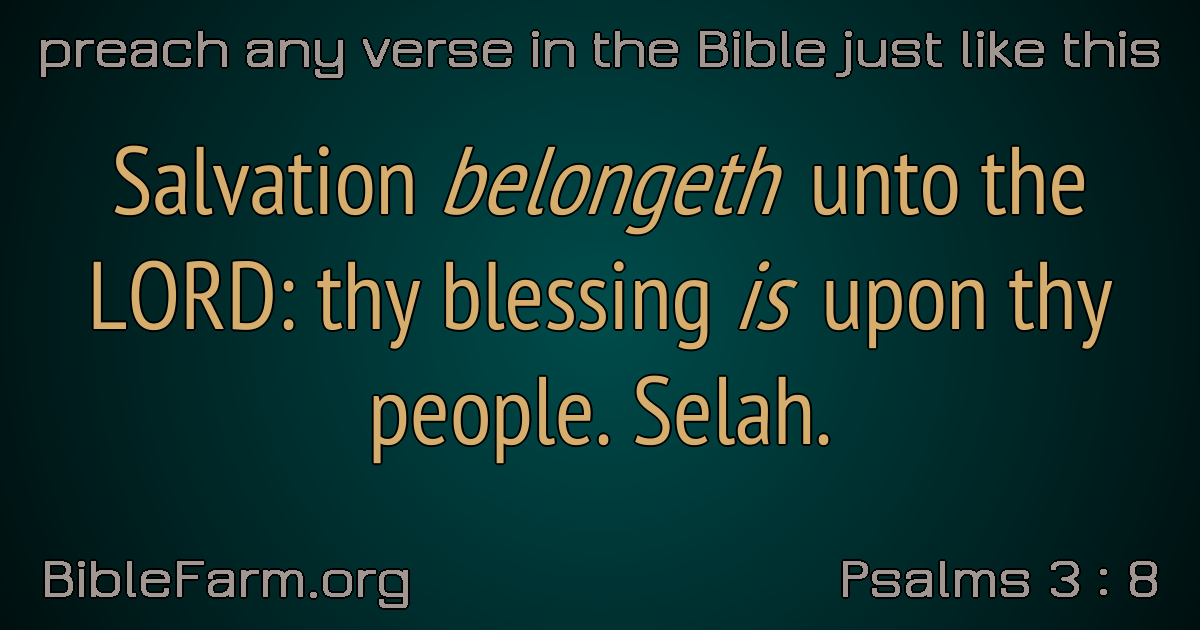 preach any verse in the Bible just like this
Salvation belongeth unto the
LORD: thy blessing is upon thy
people. Selah.
BibleFarm.org
Psalms 3 : 8